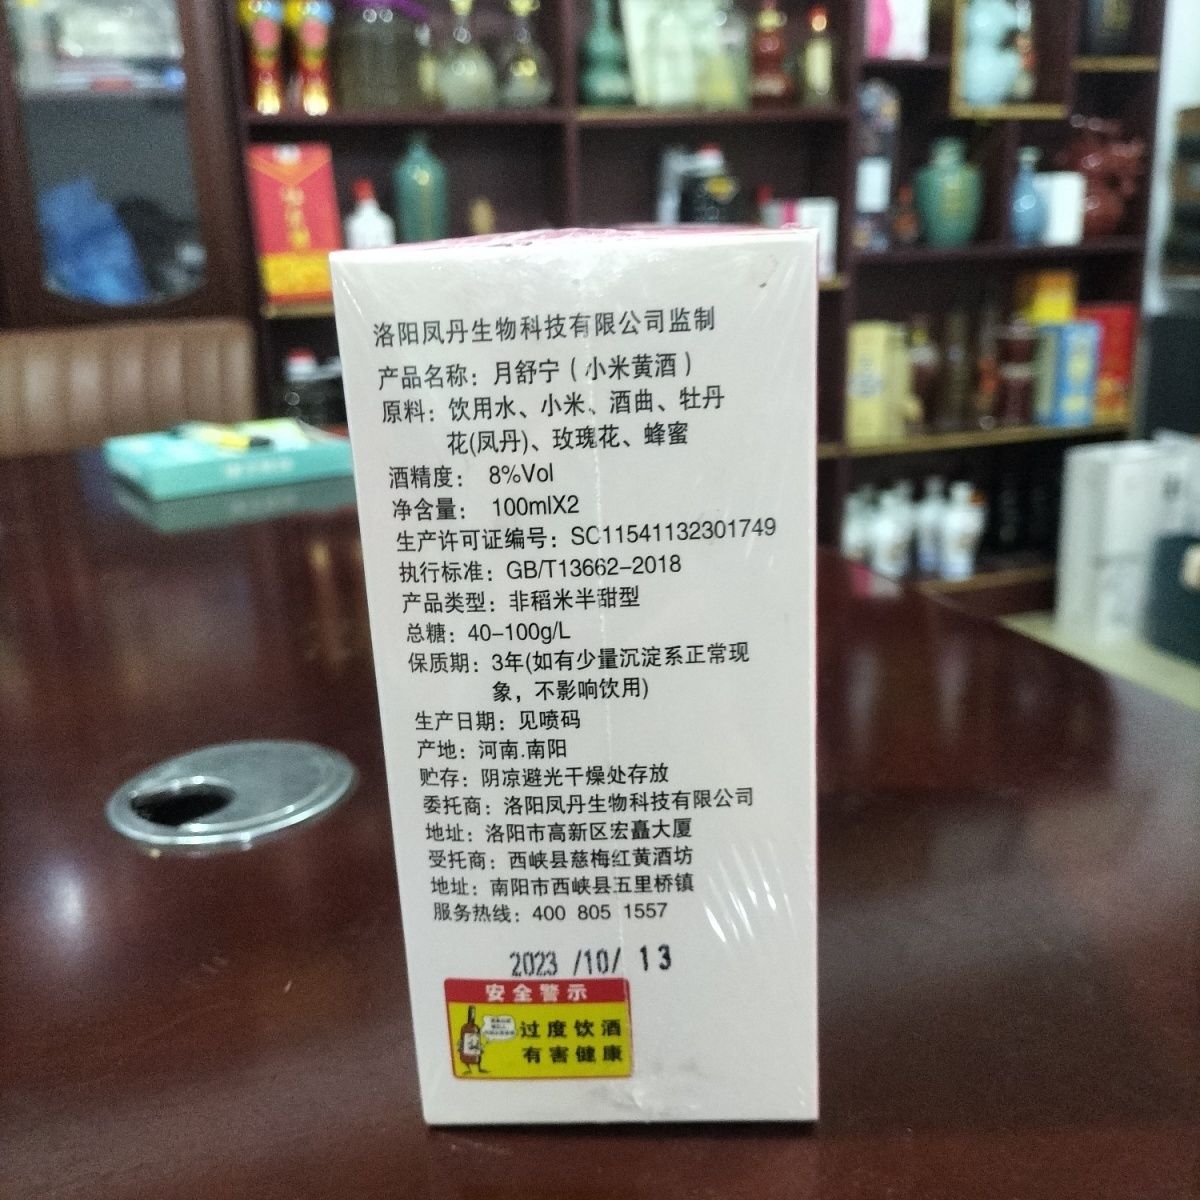 洛阳凤丹生物科技有限公司监制
产品名称：月舒宁（小米黄酒）
原料：饮用水、小米、酒曲、牡丹
花(凤丹)、玫瑰花、蜂蜜
酒精度： 8%Vol
净含量： 100mlX2
生产许可证编号：SC11541132301749
执行标准：GB/T13662-2018
产品类型：非稻米半甜型
总糖：40-100g/L
保质期：3年(如有少量沉淀系正常现
象，不影响饮用)
生产日期：见喷码
产地：河南.南阳
贮存：阴凉避光干燥处存放
委托商：洛阳凤丹生物科技有限公司
地址：洛阳市高新区宏矗大厦
受托商：西峡县慈梅红黄酒坊
地址：南阳市西峡县五里桥镇
服务热线：400 805 1557
2023 /10/ 13
安全警示
过度饮酒
有害健康